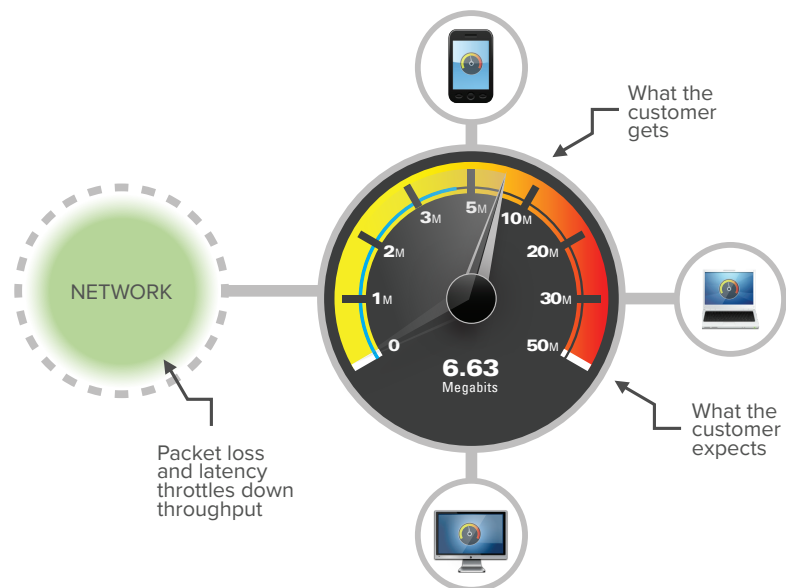 What the
customer
gets
NETWORK
0
1M
2M
3M
5M
10M
20M
30M
50M
6.63
Megabits
What the
customer
expects
Packet loss
and latency
throttles down
throughput